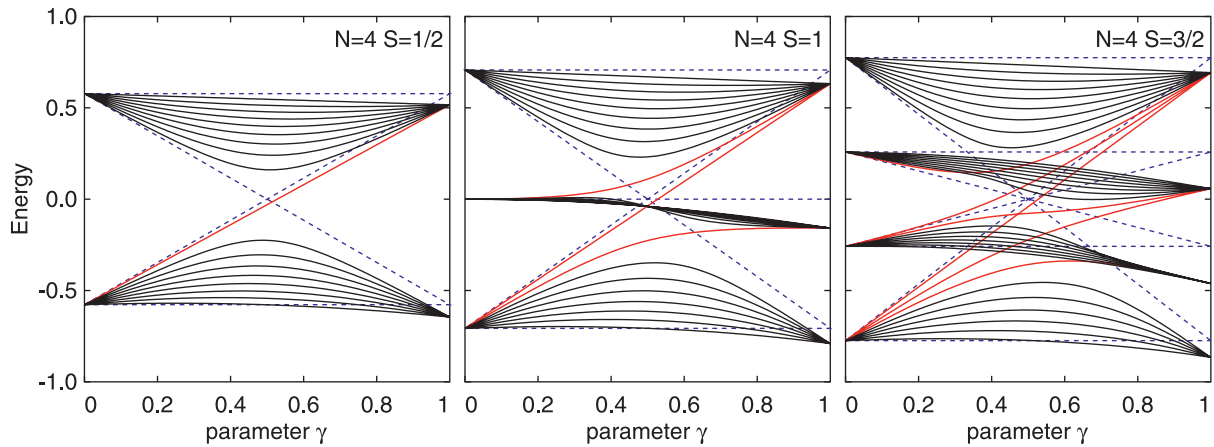 1.0
0.5
0.0
-0.5
-1.0
Energy
N=4 S=1/2
0 0.2 0.4 0.6 0.8 1
parameter γ
N=4 S=1
0 0.2 0.4 0.6 0.8 1
parameter γ
N=4 S=3/2
0 0.2 0.4 0.6 0.8 1
parameter γ